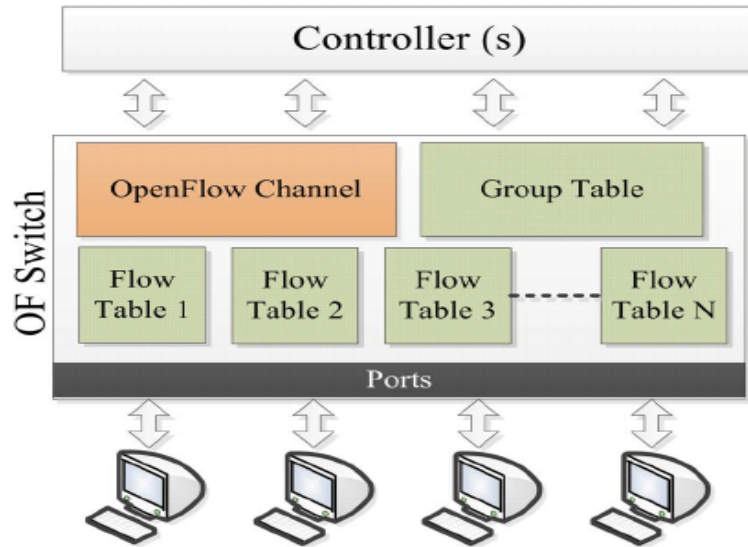 Controller (s)
OF Switch
OpenFlow Channel
Group Table
Flow
Table 1
Flow
Table 2
Flow
Table 3
Flow
Table N
Ports